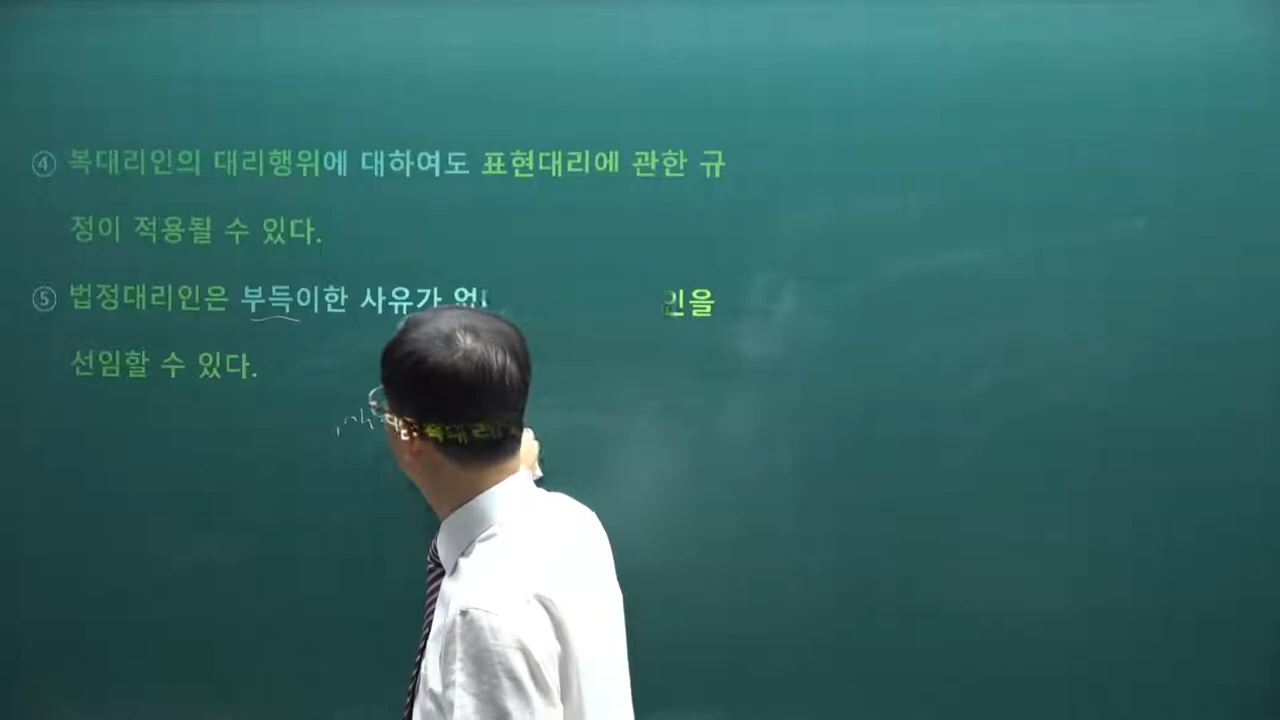 ④ 복대리인의 대리행위에 대하여도 표현대리에 관한 규
정이 적용될 수 있다.
⑤ 법정대리인은 부득이한 사유가 인을
선임할 수 있다.